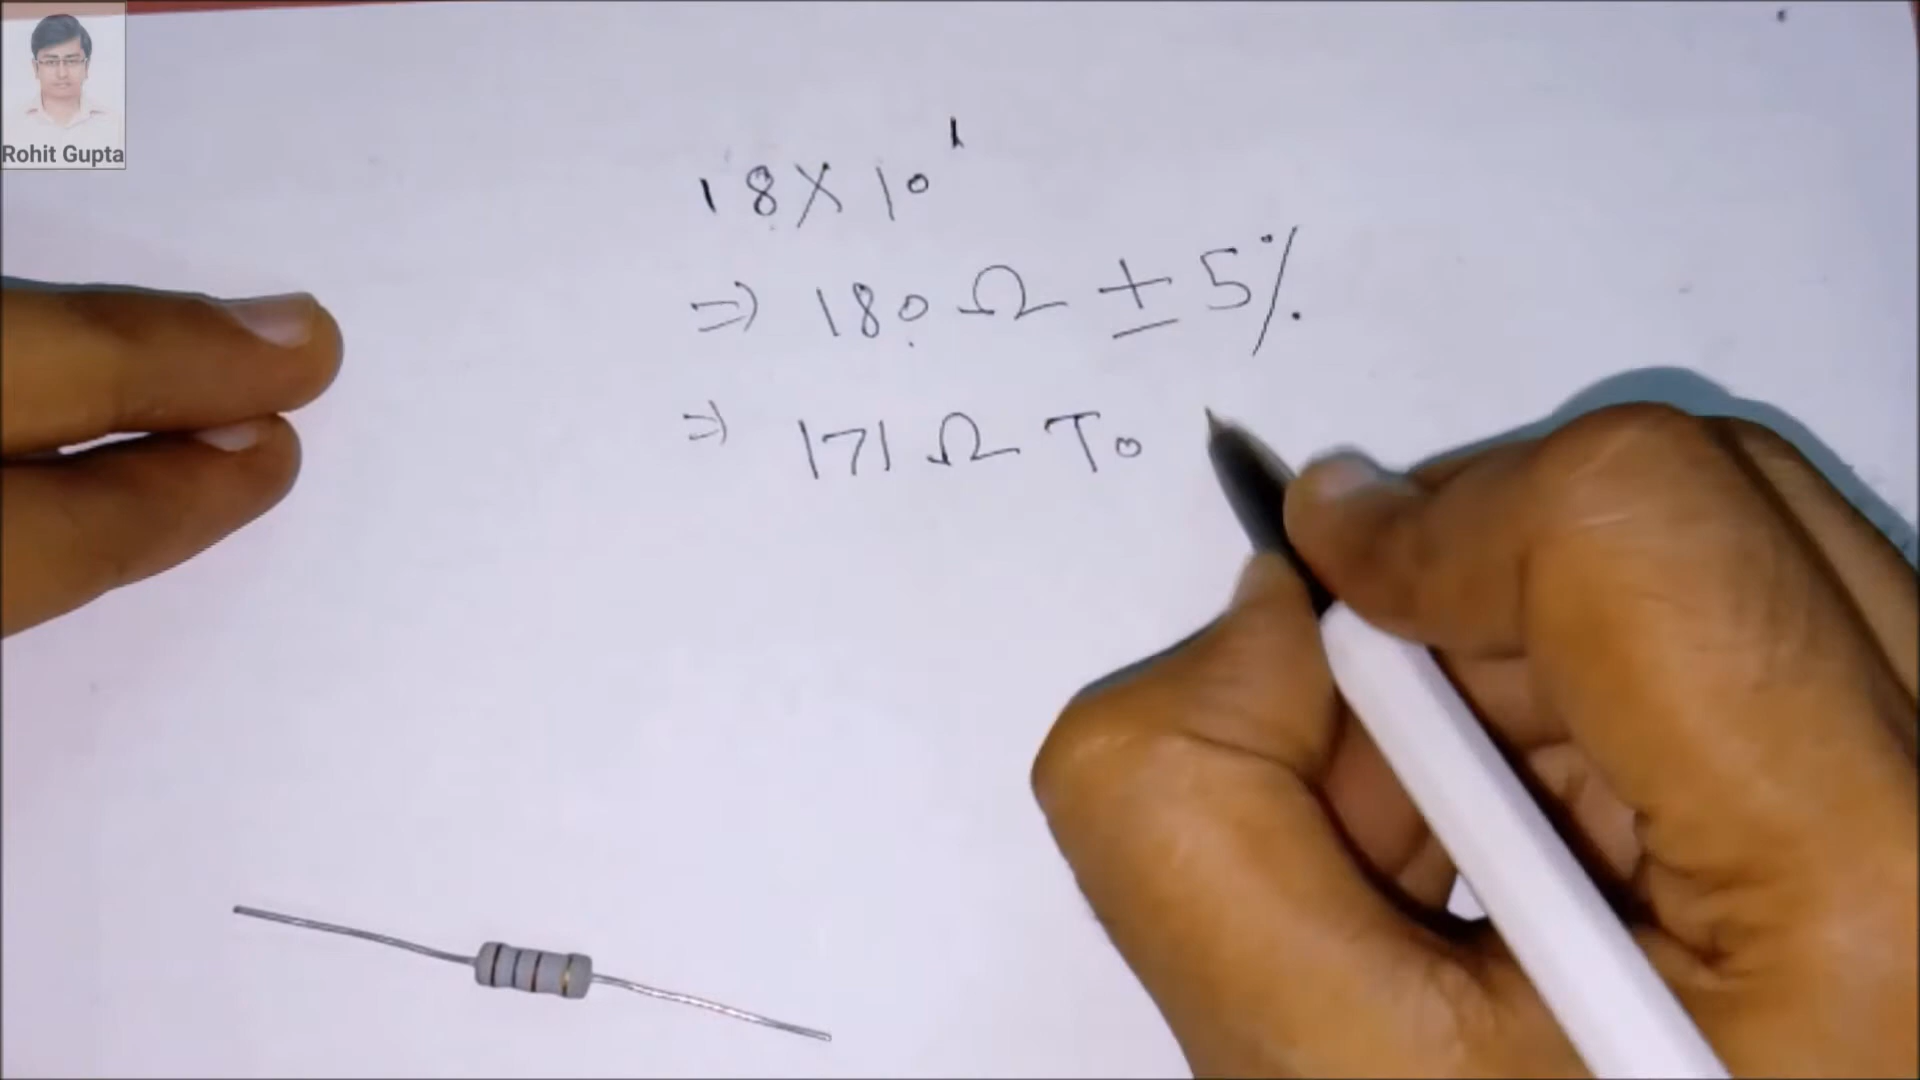 Rohit Gupta
18 X 10¹
=> 180 Ω ± 5%
=> 171 Ω To